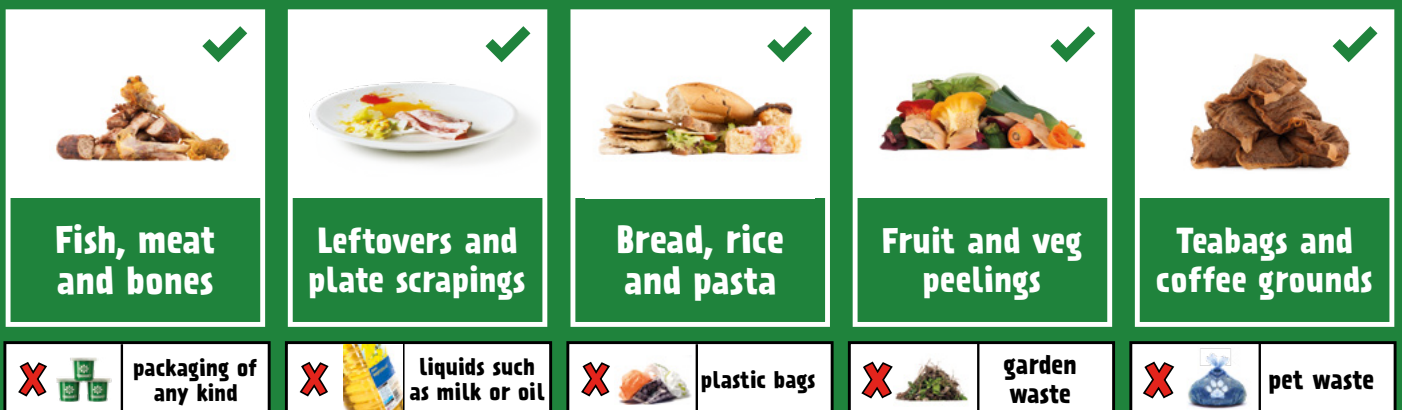 Fish, meat
and bones
Leftovers and
plate scrapings
Bread, rice
and pasta
Fruit and veg
peelings
Teabags and
coffee grounds
packaging of
any kind
liquids such
as milk or oil
plastic bags
garden
waste
pet waste